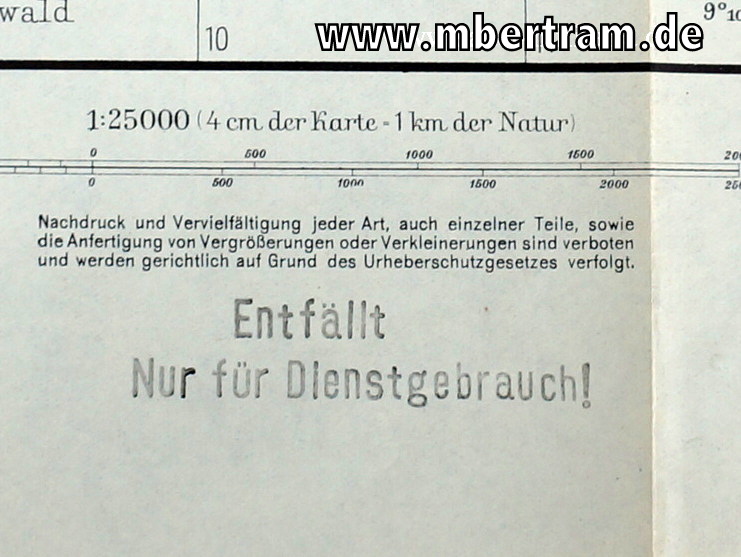 wald
10
www.mbertram.de
9°10
1:25000 (4 cm der Karte = 1 km der Natur)
0 500 1000 1500
0 500 1000 1500 2000
Nachdruck und Vervielfältigung jeder Art, auch einzelner Teile, sowie
die Anfertigung von Vergrößerungen oder Verkleinerungen sind verboten
und werden gerichtlich auf Grund des Urheberschutzgesetzes verfolgt.
Entfällt
Nur für Dienstgebrauch!